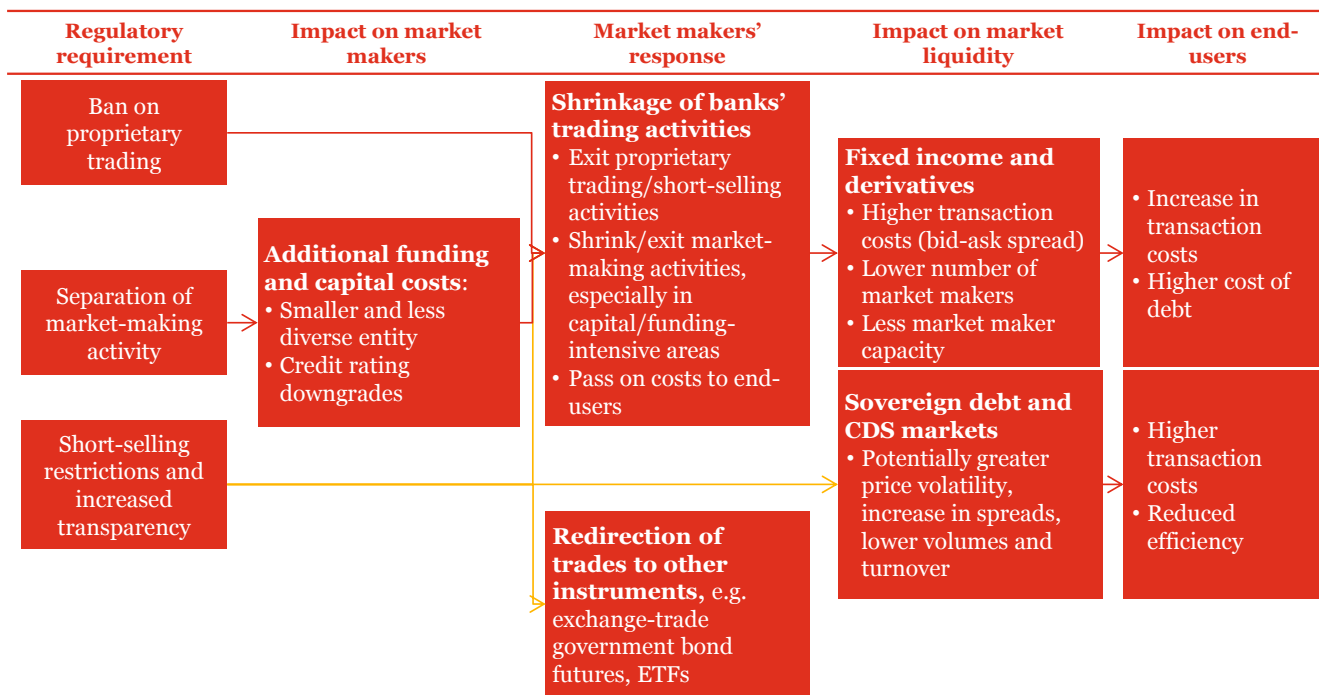 Regulatory
requirement
Impact on market
makers
Market makers’
response
Impact on market
liquidity
Impact on end-
users
Ban on
proprietary
trading
Separation of
market-making
activity
Short-selling
restrictions and
increased
transparency
Additional funding
and capital costs:
• Smaller and less
diverse entity
• Credit rating
downgrades
Shrinkage of banks’
trading activities
• Exit proprietary
trading/short-selling
activities
• Shrink/exit market-
making activities,
especially in
capital/funding-
intensive areas
• Pass on costs to end-
users
Redirection of
trades to other
instruments, e.g.
exchange-trade
government bond
futures, ETFs
Fixed income and
derivatives
• Higher transaction
costs (bid-ask spread)
• Lower number of
market makers
• Less market maker
capacity
Sovereign debt and
CDS markets
• Potentially greater
price volatility,
increase in spreads,
lower volumes and
turnover
• Increase in
transaction
costs
• Higher cost of
debt
• Higher
transaction
costs
• Reduced
efficiency